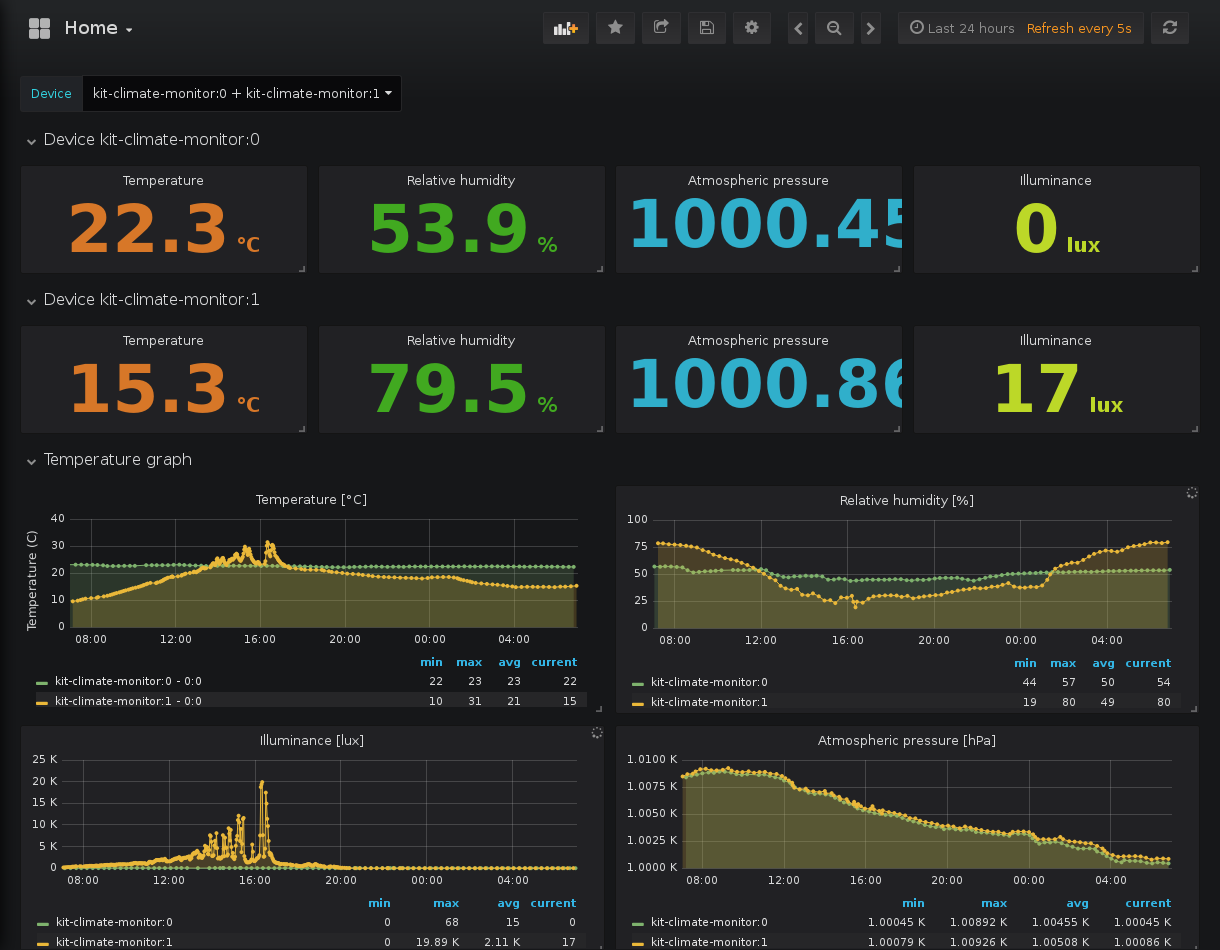 Home
Last 24 hours Refresh every 5s
Device kit-climate-monitor:0 + kit-climate-monitor:1
Device kit-climate-monitor:0
Temperature Relative humidity Atmospheric pressure Illuminance
22.3 °C 53.9 % 1000.45 0 lux
Device kit-climate-monitor:1
Temperature Relative humidity Atmospheric pressure Illuminance
15.3 °C 79.5 % 1000.86 17 lux
Temperature graph
Temperature [°C]
Temperature (C)
40
30
20
10
0
08:00 12:00 16:00 20:00 00:00 04:00
min max avg current
kit-climate-monitor:0 - 0:0 22 23 23 22
kit-climate-monitor:1 - 0:0 10 31 21 15
Relative humidity [%]
100
75
50
25
0
08:00 12:00 16:00 20:00 00:00 04:00
min max avg current
kit-climate-monitor:0 44 57 50 54
kit-climate-monitor:1 19 80 49 80
Illuminance [lux]
25 K
20 K
15 K
10 K
5 K
0
08:00 12:00 16:00 20:00 00:00 04:00
min max avg current
kit-climate-monitor:0 0 68 15 0
kit-climate-monitor:1 0 19.89 K 2.11 K 17
Atmospheric pressure [hPa]
1.0100 K
1.0075 K
1.0050 K
1.0025 K
1.0000 K
08:00 12:00 16:00 20:00 00:00 04:00
min max avg current
kit-climate-monitor:0 1.00045 K 1.00892 K 1.00455 K 1.00045 K
kit-climate-monitor:1 1.00079 K 1.00926 K 1.00508 K 1.00086 K